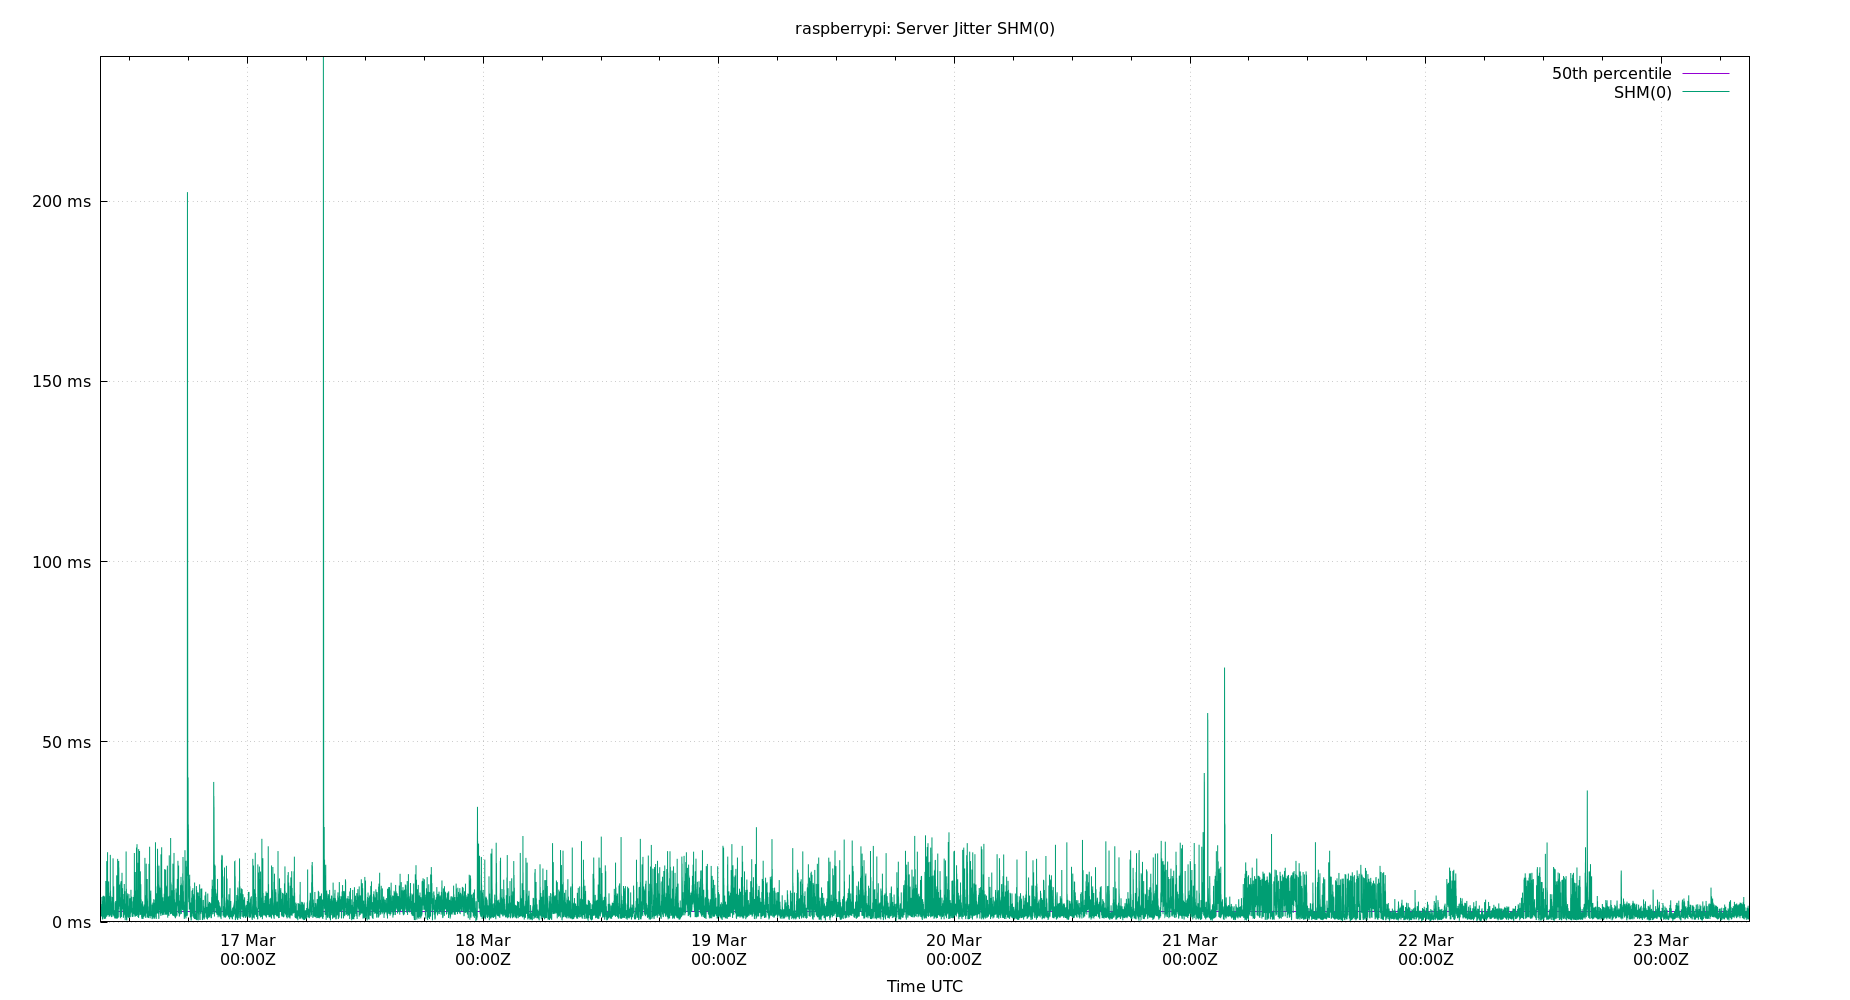 raspberrypi: Server Jitter SHM(0)
50th percentile
SHM(0)
200 ms
150 ms
100 ms
50 ms
0 ms
17 Mar 18 Mar 19 Mar 20 Mar 21 Mar 22 Mar 23 Mar
00:00Z 00:00Z 00:00Z 00:00Z 00:00Z 00:00Z 00:00Z
Time UTC